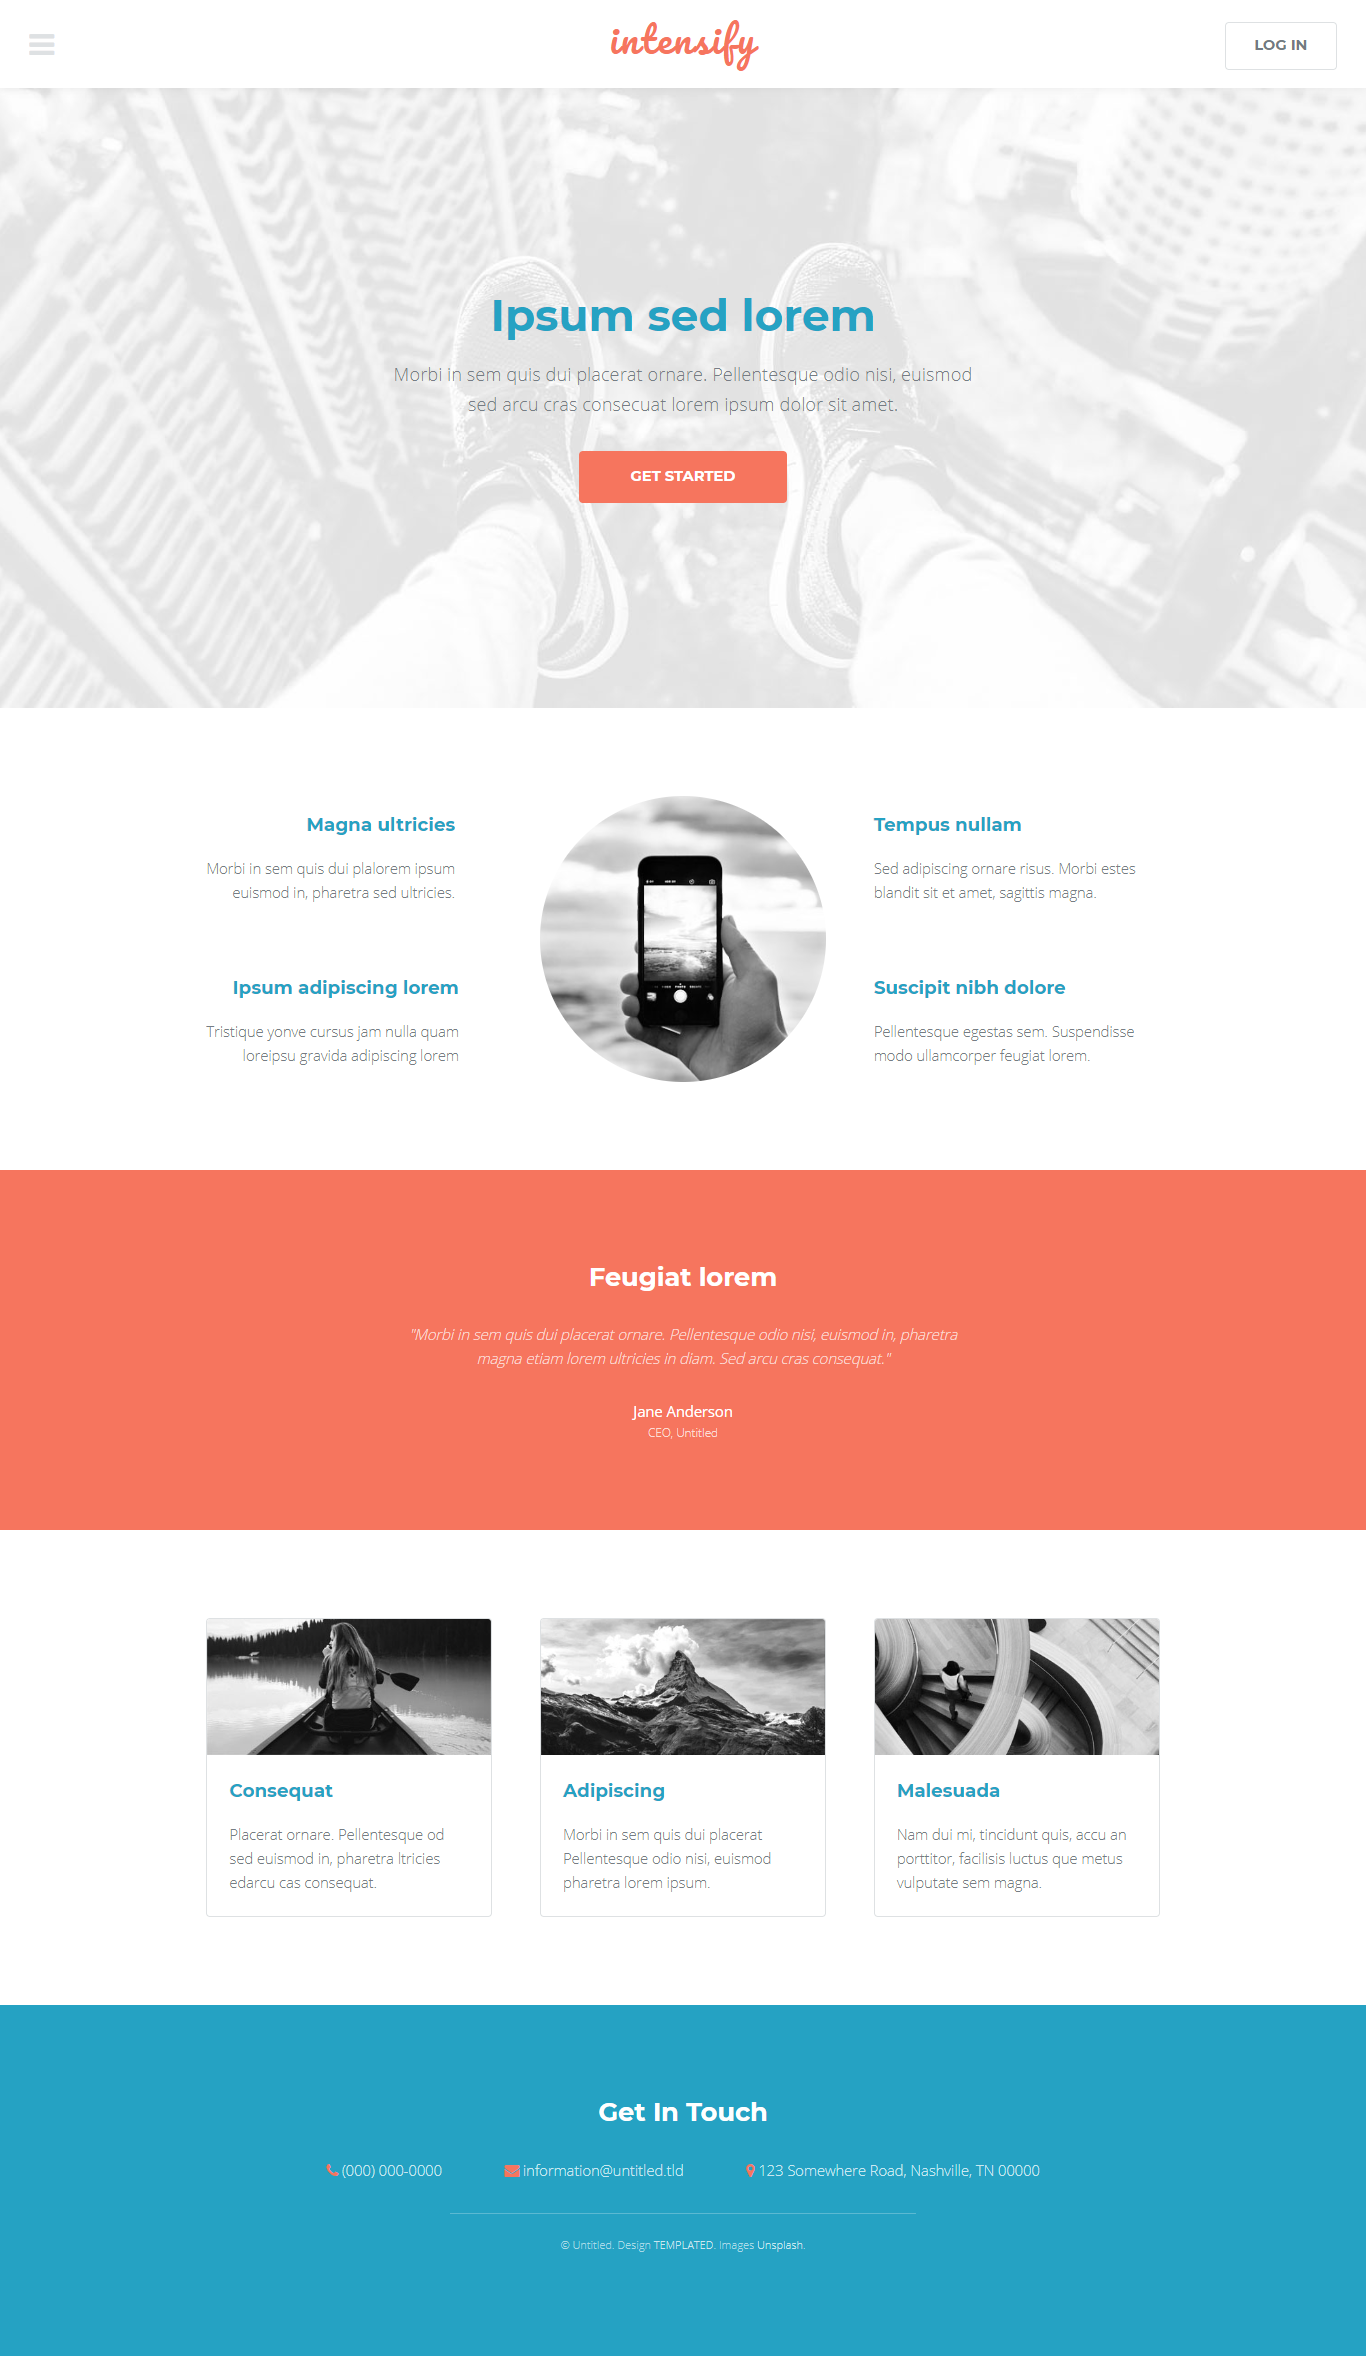 intensify
LOG IN
Ipsum sed lorem
Morbi in sem quis dui placerat ornare. Pellentesque odio nisi, euismod
sed arcu cras consecuat lorem ipsum dolor sit amet.
GET STARTED
Magna ultricies
Morbi in sem quis dui plalorem ipsum
euismod in, pharetra sed ultricies.
Ipsum adipiscing lorem
Tristique yonve cursus jam nulla quam
loreipsu gravida adipiscing lorem
Tempus nullam
Sed adipiscing ornare risus. Morbi estes
blandit sit et amet, sagittis magna.
Suscipit nibh dolore
Pellentesque egestas sem. Suspendisse
modo ullamcorper feugiat lorem.
Feugiat lorem
"Morbi in sem quis dui placerat ornare. Pellentesque odio nisi, euismod in, pharetra
magna etiam lorem ultricies in diam. Sed arcu cras consequat."
Jane Anderson
CEO, Untitled
Consequat
Placerat ornare. Pellentesque od
sed euismod in, pharetra ltricies
edarcu cas consequat.
Adipiscing
Morbi in sem quis dui placerat
Pellentesque odio nisi, euismod
pharetra lorem ipsum.
Malesuada
Nam dui mi, tincidunt quis, accu an
porttitor, facilisis luctus que metus
vulputate sem magna.
Get In Touch
(000) 000-0000
information@untitled.tld
123 Somewhere Road, Nashville, TN 00000
© Untitled. Design TEMPLATED. Images Unsplash.